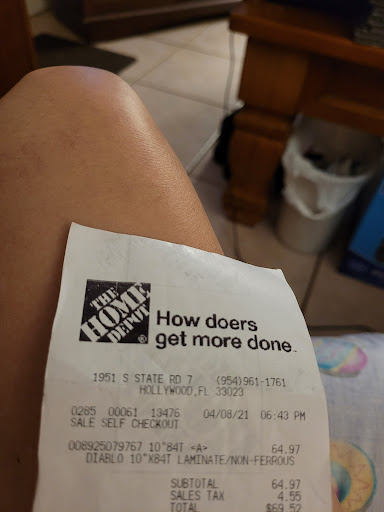 THE
HOME
DEPOT
How doers
get more done.
1951 S STATE RD 7 (954)961-1761
HOLLYWOOD,FL 33023
0285 00061 13476 04/08/21 06:43 PM
SALE SELF CHECKOUT
008925079767 10"84T <A> 64.97
DIABLO 10"X84T LAMINATE/NON-FERROUS
SUBTOTAL 64.97
SALES TAX 4.55
TOTAL $69.52